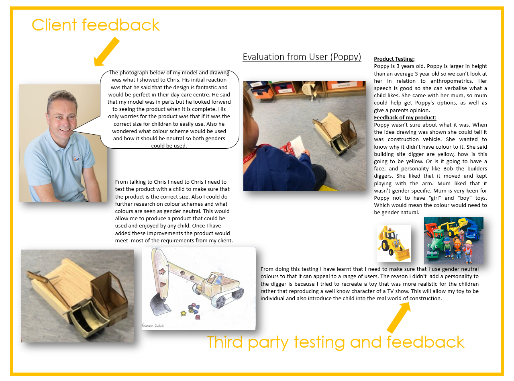 Client feedback
The photograph below of my model and drawing
was what I showed to Chris. His initial reaction
was that he said that the design is fantastic and
would be perfect in their day care centre. He said
that my model was in parts but he looked forward
to seeing the product when it is complete. His
only worries for the product was that if it was the
correct size for children to easily use. Also he
wondered what colour scheme would be used
and how it should be neutral so both genders
could be used.
From talking to Chris I need to Chris I need to
test the product with a child to make sure that
the product is the correct size. Also I could do
further research on colour schemes and what
colours are seen as gender neutral. This would
allow me to produce a product that could be
used and enjoyed by any child. Once I have
added these improvements the product would
meet, most of the requirements from my client.
Evaluation from User (Poppy)
Product Testing:
Poppy is 3 years old. Poppy is larger in height
than an average 3 year old so we can't look at
her in relation to anthropometrics. Her
speech is good so she can verbalise what a
child likes. She came with her mum, so mum
could help get Poppy's options, as well as
give a parents opinion.
Feedback of my product:
Poppy wasn't sure about what it was. When
the idea drawing was shown she could tell it
was construction vehicle. She wanted to
know why it didn't have colour to it. She said
building site digger are yellow, how is this
going to be yellow. Or is it going to have a
face, and personality like Bob the builders
diggers. She liked that it moved and kept
playing with the arm. Mum liked that it
wasn't gender specific. Mum is very keen for
Poppy not to have "girl" and "boy" toys.
Which would mean the colour would need to
be gender natural.
From doing this testing I have learnt that I need to make sure that I use gender neutral
colours so that it can appeal to a range of users. The reason I didn't add a personality to
the digger is because I tried to recreate a toy that was more realistic for the children
rather that reproducing a well know character of a TV show. This will allow my toy to be
individual and also introduce the child into the real world of construction.
Third party testing and feedback